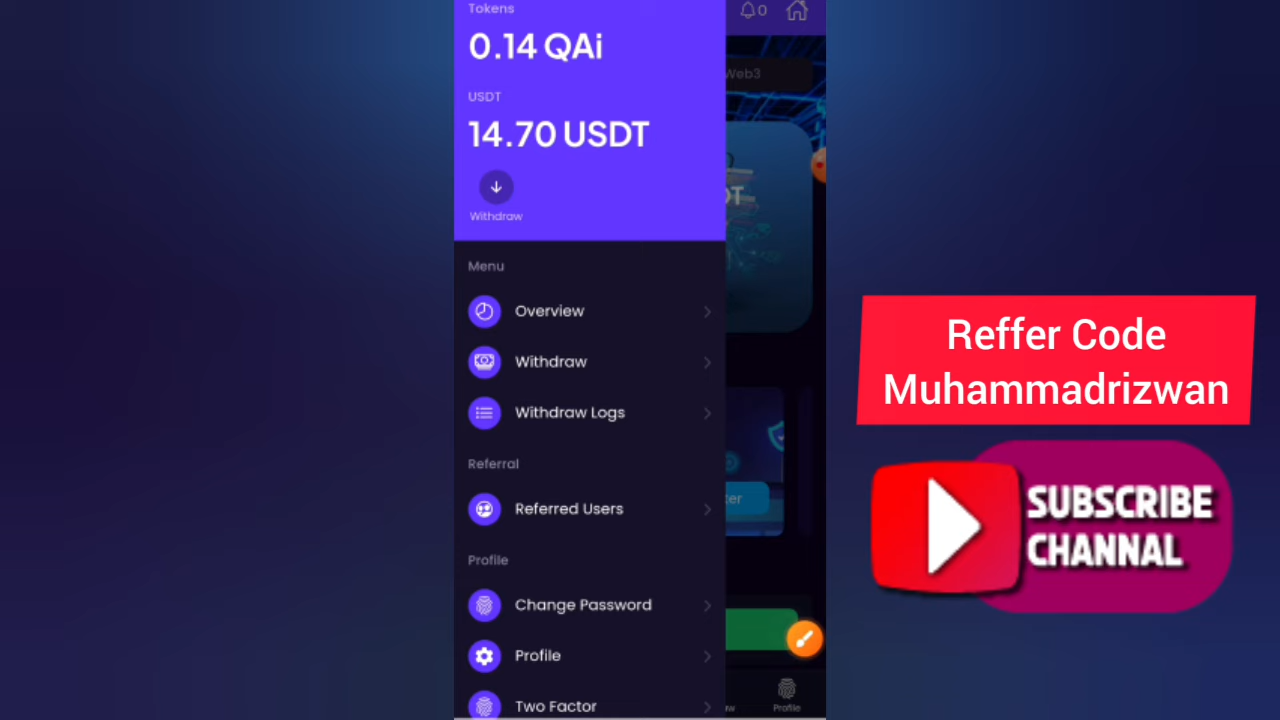 Tokens
0.14 QAi
USDT
14.70 USDT
Withdraw
Menu
Overview
Withdraw
Withdraw Logs
Referral
Referred Users
Profile
Change Password
Profile
Two Factor
0
Web3
Profile
Reffer Code
Muhammadrizwan
SUBSCRIBE
CHANNAL